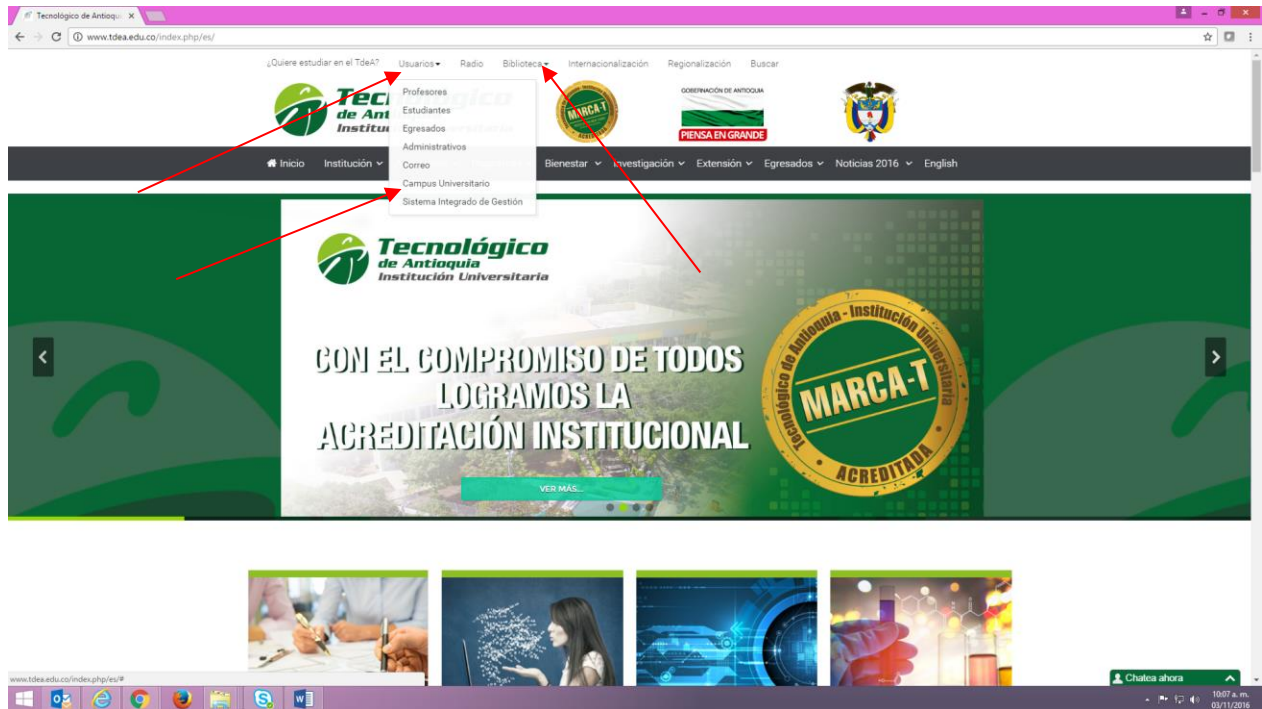 Tecnológico de Antioqui
www.tdea.edu.co/index.php/es/
¿Quiere estudiar en el TdeA? Usuarios Radio Biblioteca Internacionalización Regionalización Buscar
Profesores
Estudiantes
Egresados
Administrativos
Correo
Campus Universitario
Sistema Integrado de Gestión
MARCA-T
ACREDITADA
GOBERNACIÓN DE ANTIOQUIA
PIENSA EN GRANDE
Inicio Institución Bienestar Investigación Extensión Egresados Noticias 2016 English
Tecnológico
de Antioquia
Institución Universitaria
CON EL COMPROMISO DE TODOS
LOGRAMOS LA
ACREDITACIÓN INSTITUCIONAL
VER MÁS...
Tecnológico de Antioquia - Institución Universitaria
MARCA-T
ACREDITADA
www.tdea.edu.co/index.php/es/#
Chatea ahora
10:07 a. m.
03/11/2016